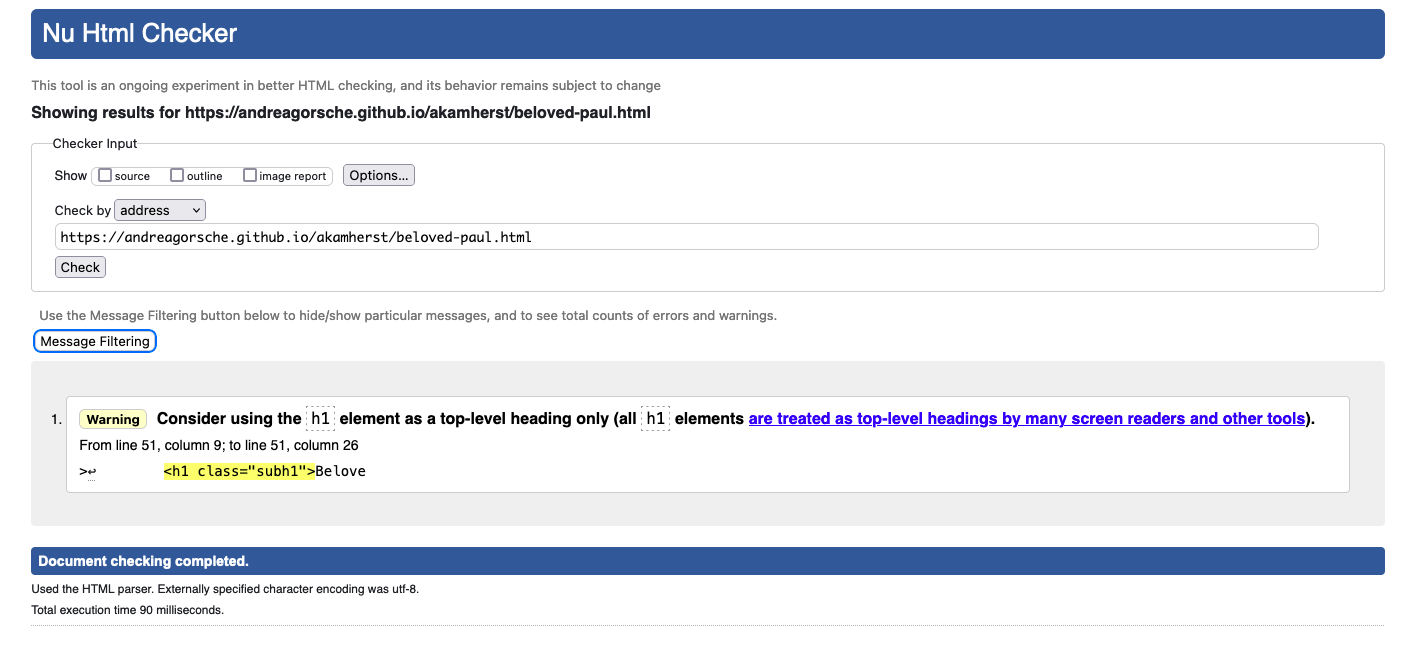 Nu Html Checker
This tool is an ongoing experiment in better HTML checking, and its behavior remains subject to change
Showing results for https://andreagorsche.github.io/akamherst/beloved-paul.html
Checker Input
Show source outline image report Options...
Check by address
https://andreagorsche.github.io/akamherst/beloved-paul.html
Check
Use the Message Filtering button below to hide/show particular messages, and to see total counts of errors and warnings.
Message Filtering
1. Warning Consider using the h1 element as a top-level heading only (all h1 elements are treated as top-level headings by many screen readers and other tools).
From line 51, column 9; to line 51, column 26
>↩ <h1 class="subh1">Belove
Document checking completed.
Used the HTML parser. Externally specified character encoding was utf-8.
Total execution time 90 milliseconds.